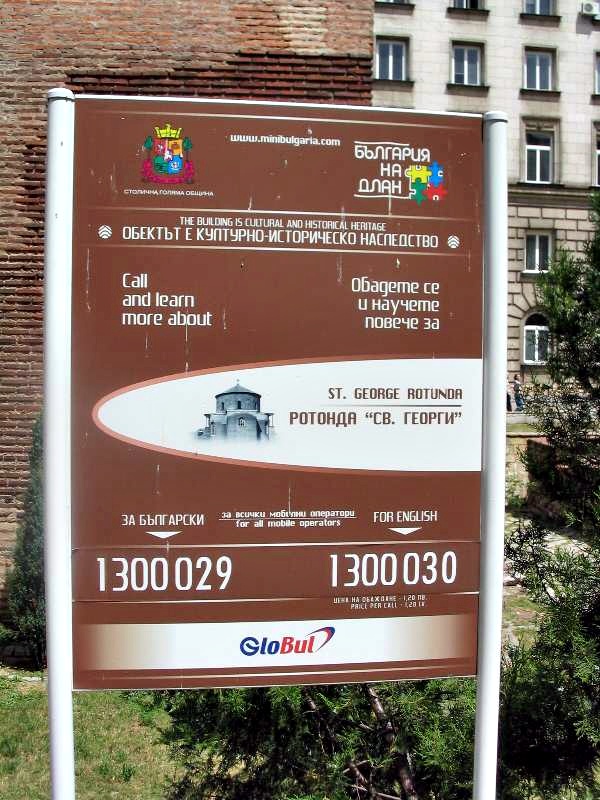 www.minibulgaria.com
БЪЛГАРИЯ
НА
ДЛАН
СТОЛИЧНА ГОЛЯМА ОБЩИНА
THE BUILDING IS CULTURAL AND HISTORICAL HERITAGE
ОБЕКТЪТ Е КУЛТУРНО-ИСТОРИЧЕСКО НАСЛЕДСТВО
Call
and learn
more about
Обадете се
и научете
повече за
ST. GEORGE ROTUNDA
РОТОНДА "СВ. ГЕОРГИ"
ЗА БЪЛГАРСКИ
за всички мобилни оператори
for all mobile operators
FOR ENGLISH
1300029
1300030
ЦЕНА НА ОБАЖДАНЕ - 1,20 ЛВ.
PRICE PER CALL - 1,20 LV.
GloBul